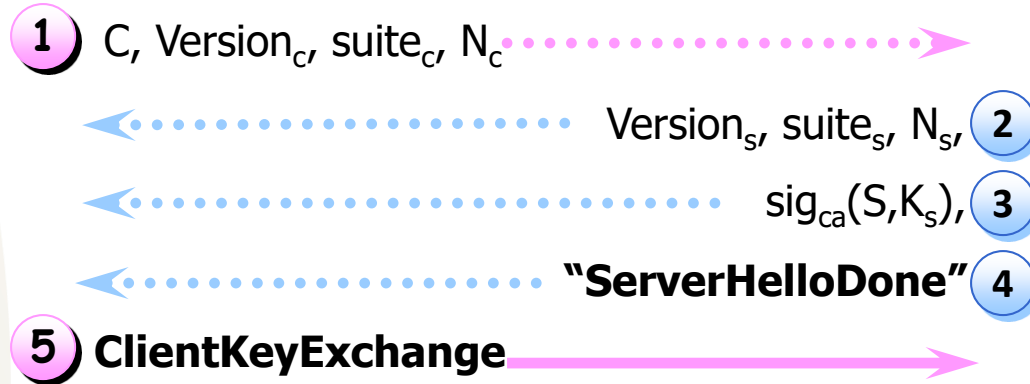 1 C, Version_c, suite_c, N_c
Version_s, suite_s, N_s, 2
sig_ca(S,K_s), 3
“ServerHelloDone” 4
5 ClientKeyExchange